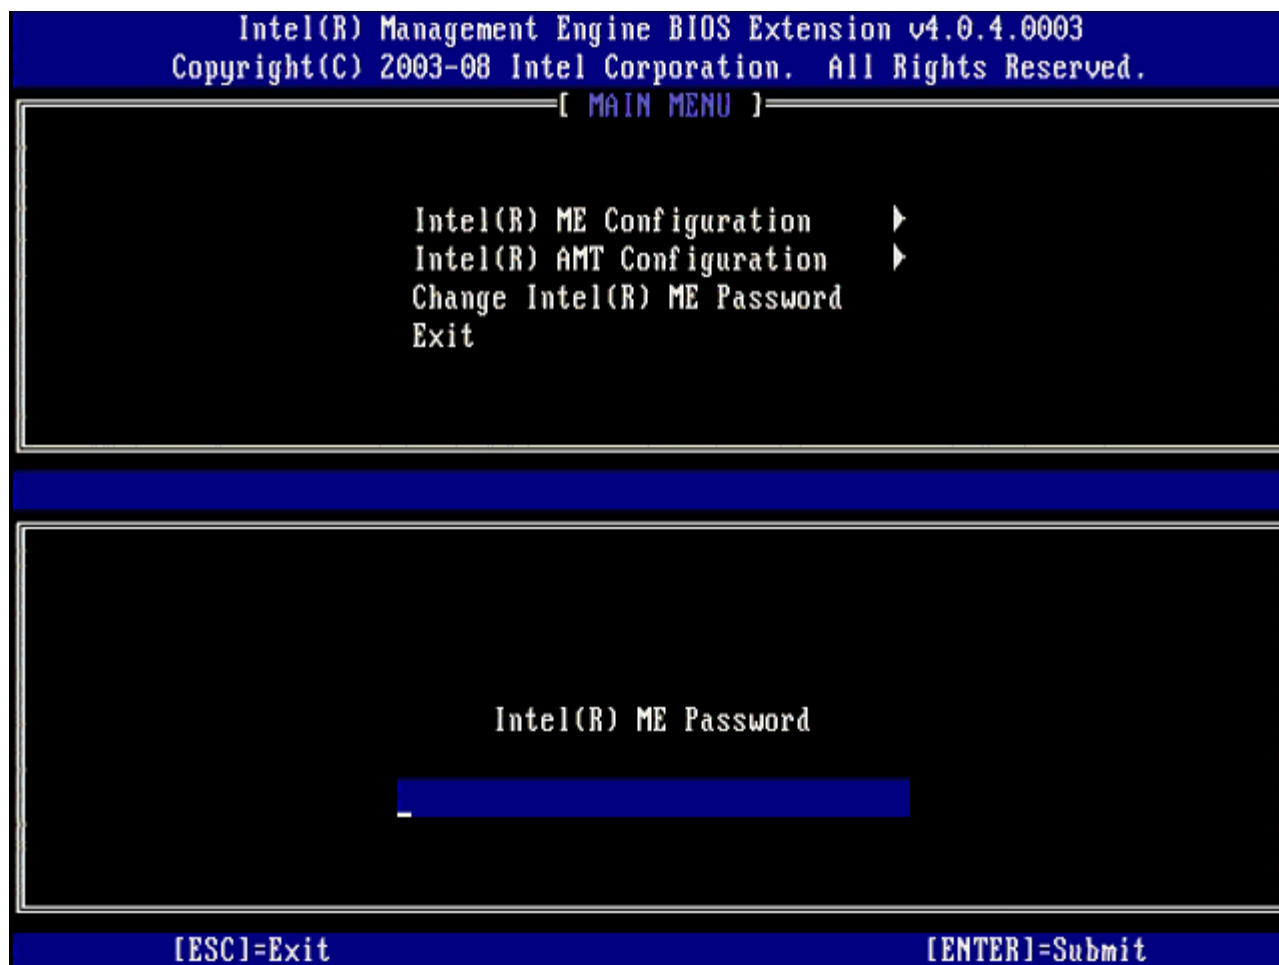 Intel(R) Management Engine BIOS Extension v4.0.4.0003
Copyright(C) 2003-08 Intel Corporation. All Rights Reserved.
[ MAIN MENU ]
Intel(R) ME Configuration
Intel(R) AMT Configuration
Change Intel(R) ME Password
Exit
Intel(R) ME Password
[ESC]=Exit [ENTER]=Submit